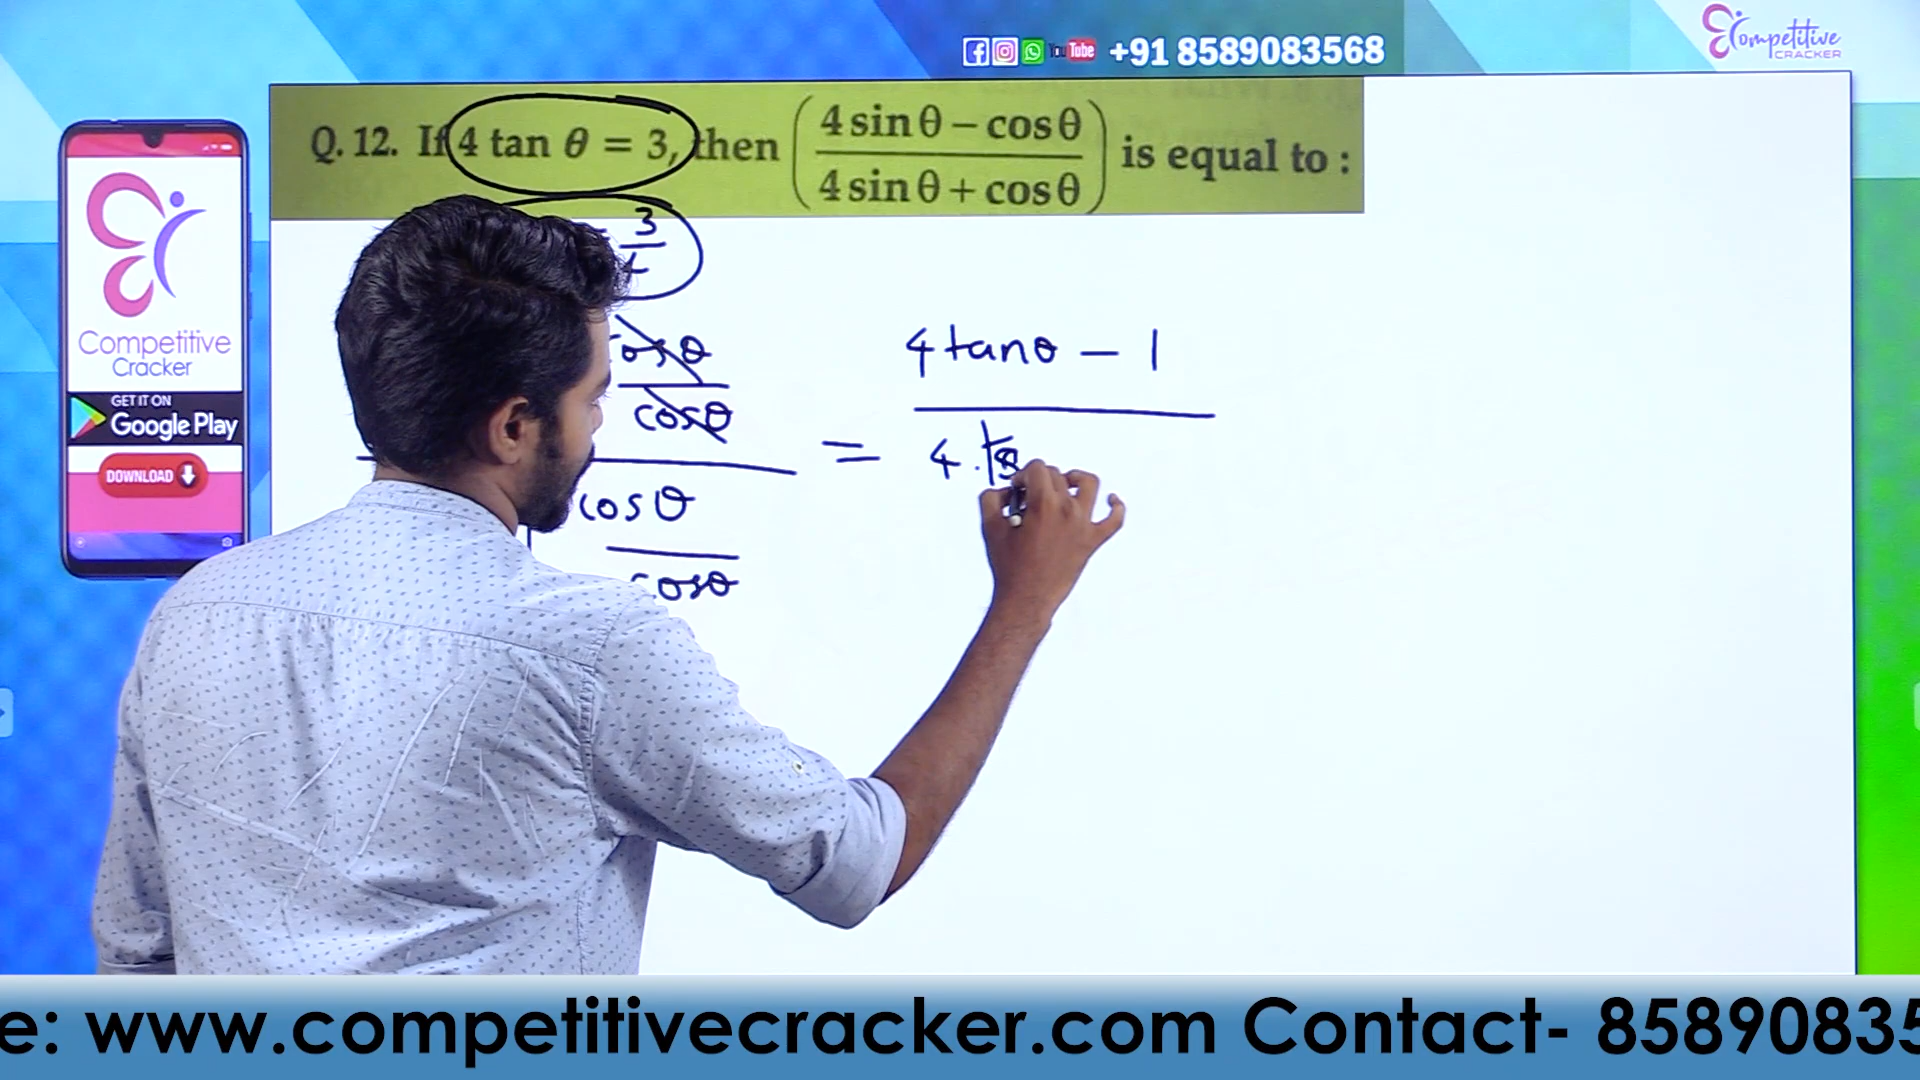 +91 8589083568
Competitive
CRACKER
You Tube
Q. 12. If 4 tan θ = 3, then (4 sin θ – cos θ / 4 sin θ + cos θ) is equal to :
3
cosθ
cosθ
cosθ
cosθ
=
4 tanθ – 1
4 .
Competitive
Cracker
GET IT ON
Google Play
DOWNLOAD
e: www.competitivecracker.com Contact- 85890835